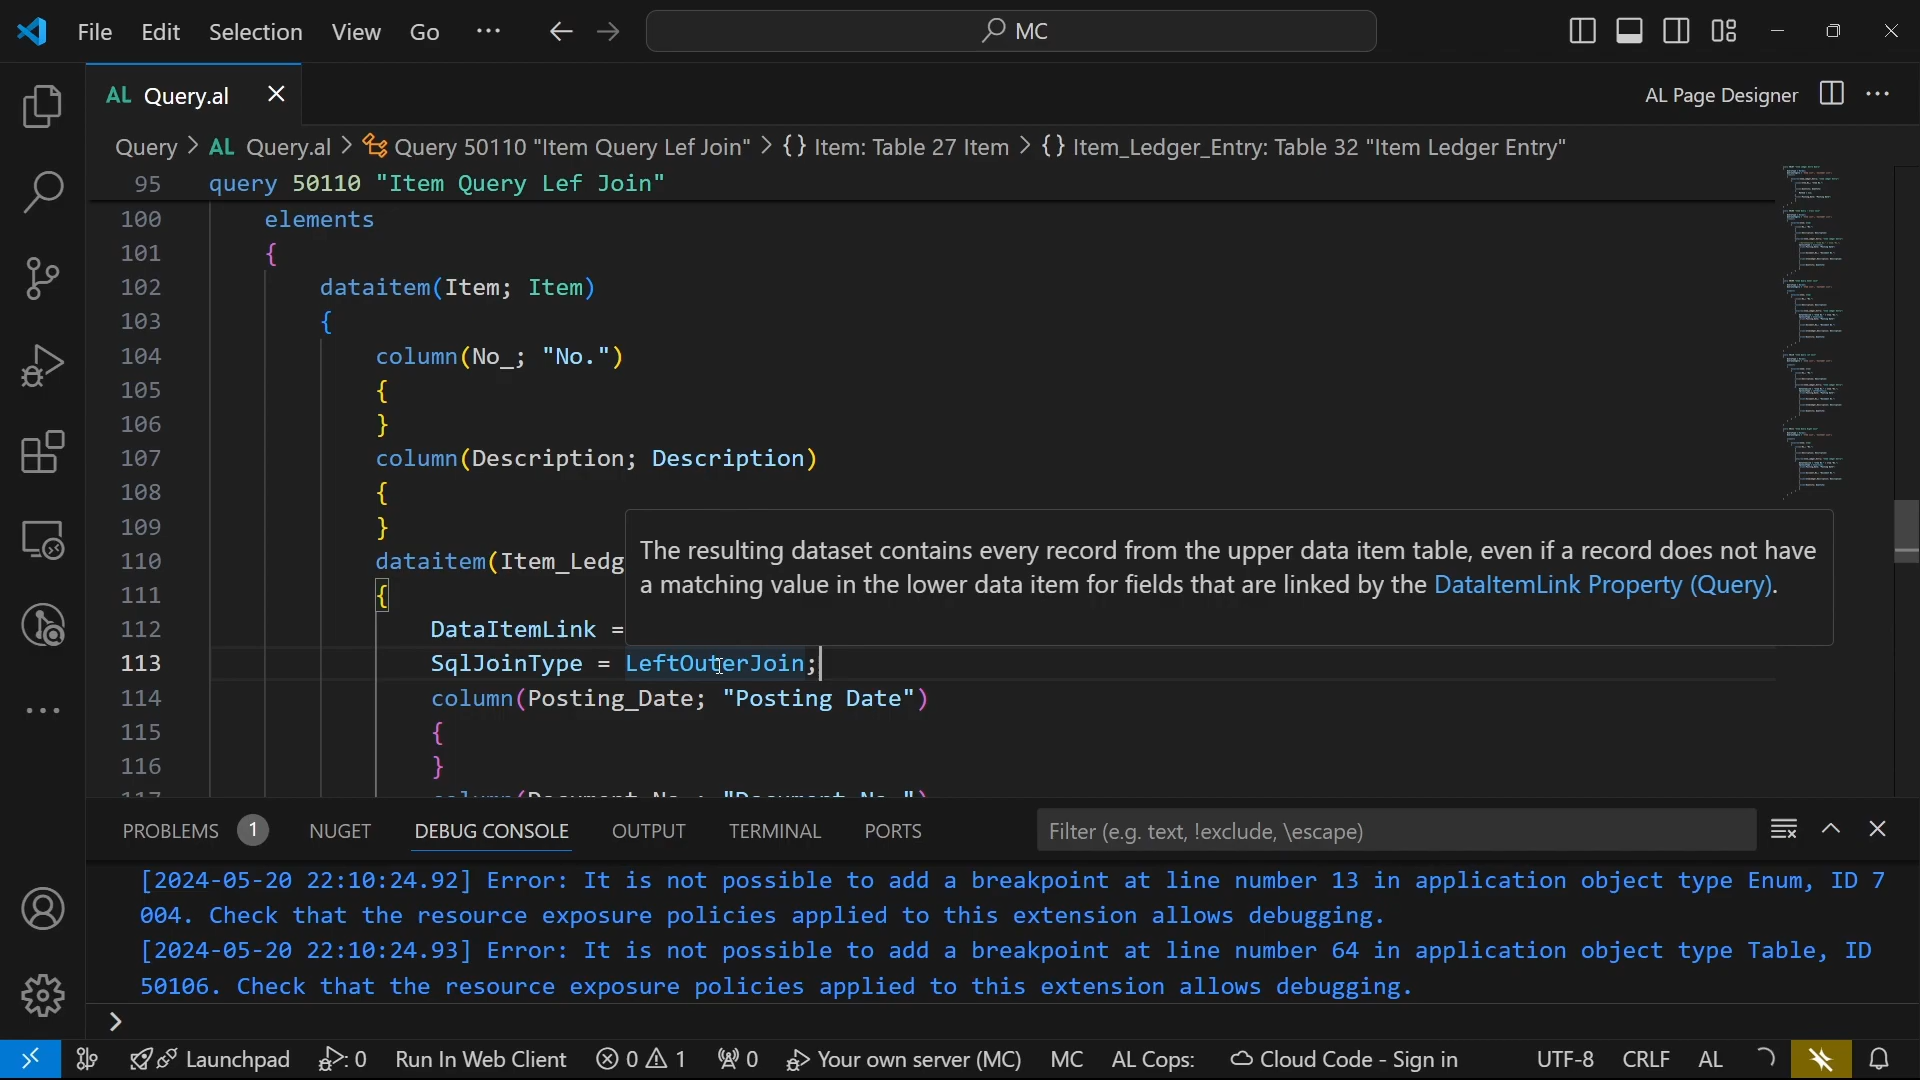 File Edit Selection View Go ··· MC
AL Query.al AL Page Designer ···
Query > AL Query.al > Query 50110 "Item Query Lef Join" > {} Item: Table 27 Item > {} Item_Ledger_Entry: Table 32 "Item Ledger Entry"
95 query 50110 "Item Query Lef Join"
100 elements
101 {
102 dataitem(Item; Item)
103 {
104 column(No_; "No.")
105 {
106 }
107 column(Description; Description)
108 {
109 }
110 dataitem(Item_Ledg
The resulting dataset contains every record from the upper data item table, even if a record does not have
a matching value in the lower data item for fields that are linked by the DataItemLink Property (Query).
111 {
112 DataItemLink =
113 SqlJoinType = LeftOuterJoin;
114 column(Posting_Date; "Posting Date")
115 {
116 }
PROBLEMS 1 NUGET DEBUG CONSOLE OUTPUT TERMINAL PORTS Filter (e.g. text, !exclude, \escape)
[2024-05-20 22:10:24.92] Error: It is not possible to add a breakpoint at line number 13 in application object type Enum, ID 7
004. Check that the resource exposure policies applied to this extension allows debugging.
[2024-05-20 22:10:24.93] Error: It is not possible to add a breakpoint at line number 64 in application object type Table, ID
50106. Check that the resource exposure policies applied to this extension allows debugging.
>
Launchpad : 0 Run In Web Client 0 1 0 Your own server (MC) MC AL Cops: Cloud Code - Sign in UTF-8 CRLF AL